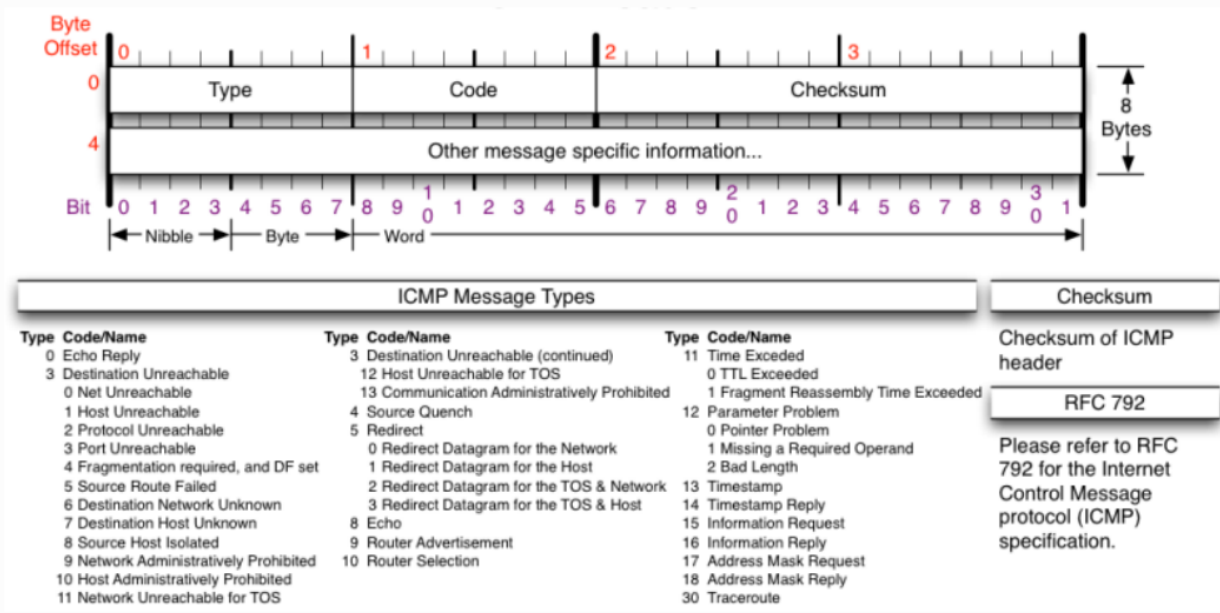 Byte
Offset 0 1 2 3
0 Type Code Checksum
8
Bytes
4 Other message specific information...
Bit 0 1 2 3 4 5 6 7 8 9 10 1 2 3 4 5 6 7 8 9 20 1 2 3 4 5 6 7 8 9 30 1
Nibble Byte Word
ICMP Message Types
Type Code/Name
0 Echo Reply
3 Destination Unreachable
0 Net Unreachable
1 Host Unreachable
2 Protocol Unreachable
3 Port Unreachable
4 Fragmentation required, and DF set
5 Source Route Failed
6 Destination Network Unknown
7 Destination Host Unknown
8 Source Host Isolated
9 Network Administratively Prohibited
10 Host Administratively Prohibited
11 Network Unreachable for TOS
Type Code/Name
3 Destination Unreachable (continued)
12 Host Unreachable for TOS
13 Communication Administratively Prohibited
4 Source Quench
5 Redirect
0 Redirect Datagram for the Network
1 Redirect Datagram for the Host
2 Redirect Datagram for the TOS & Network
3 Redirect Datagram for the TOS & Host
8 Echo
9 Router Advertisement
10 Router Selection
Type Code/Name
11 Time Exceded
0 TTL Exceeded
1 Fragment Reassembly Time Exceeded
12 Parameter Problem
0 Pointer Problem
1 Missing a Required Operand
2 Bad Length
13 Timestamp
14 Timestamp Reply
15 Information Request
16 Information Reply
17 Address Mask Request
18 Address Mask Reply
30 Traceroute
Checksum
Checksum of ICMP
header
RFC 792
Please refer to RFC
792 for the Internet
Control Message
protocol (ICMP)
specification.